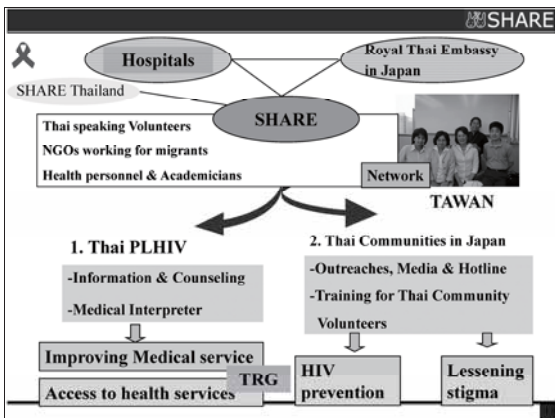 SHARE
Hospitals
Royal Thai Embassy
in Japan
SHARE Thailand
SHARE
Thai speaking Volunteers
NGOs working for migrants
Health personnel & Academicians
Network
TAWAN
1. Thai PLHIV
-Information & Counseling
-Medical Interpreter
2. Thai Communities in Japan
-Outreaches, Media & Hotline
-Training for Thai Community
Volunteers
Improving Medical service
Access to health services
TRG
HIV
prevention
Lessening
stigma